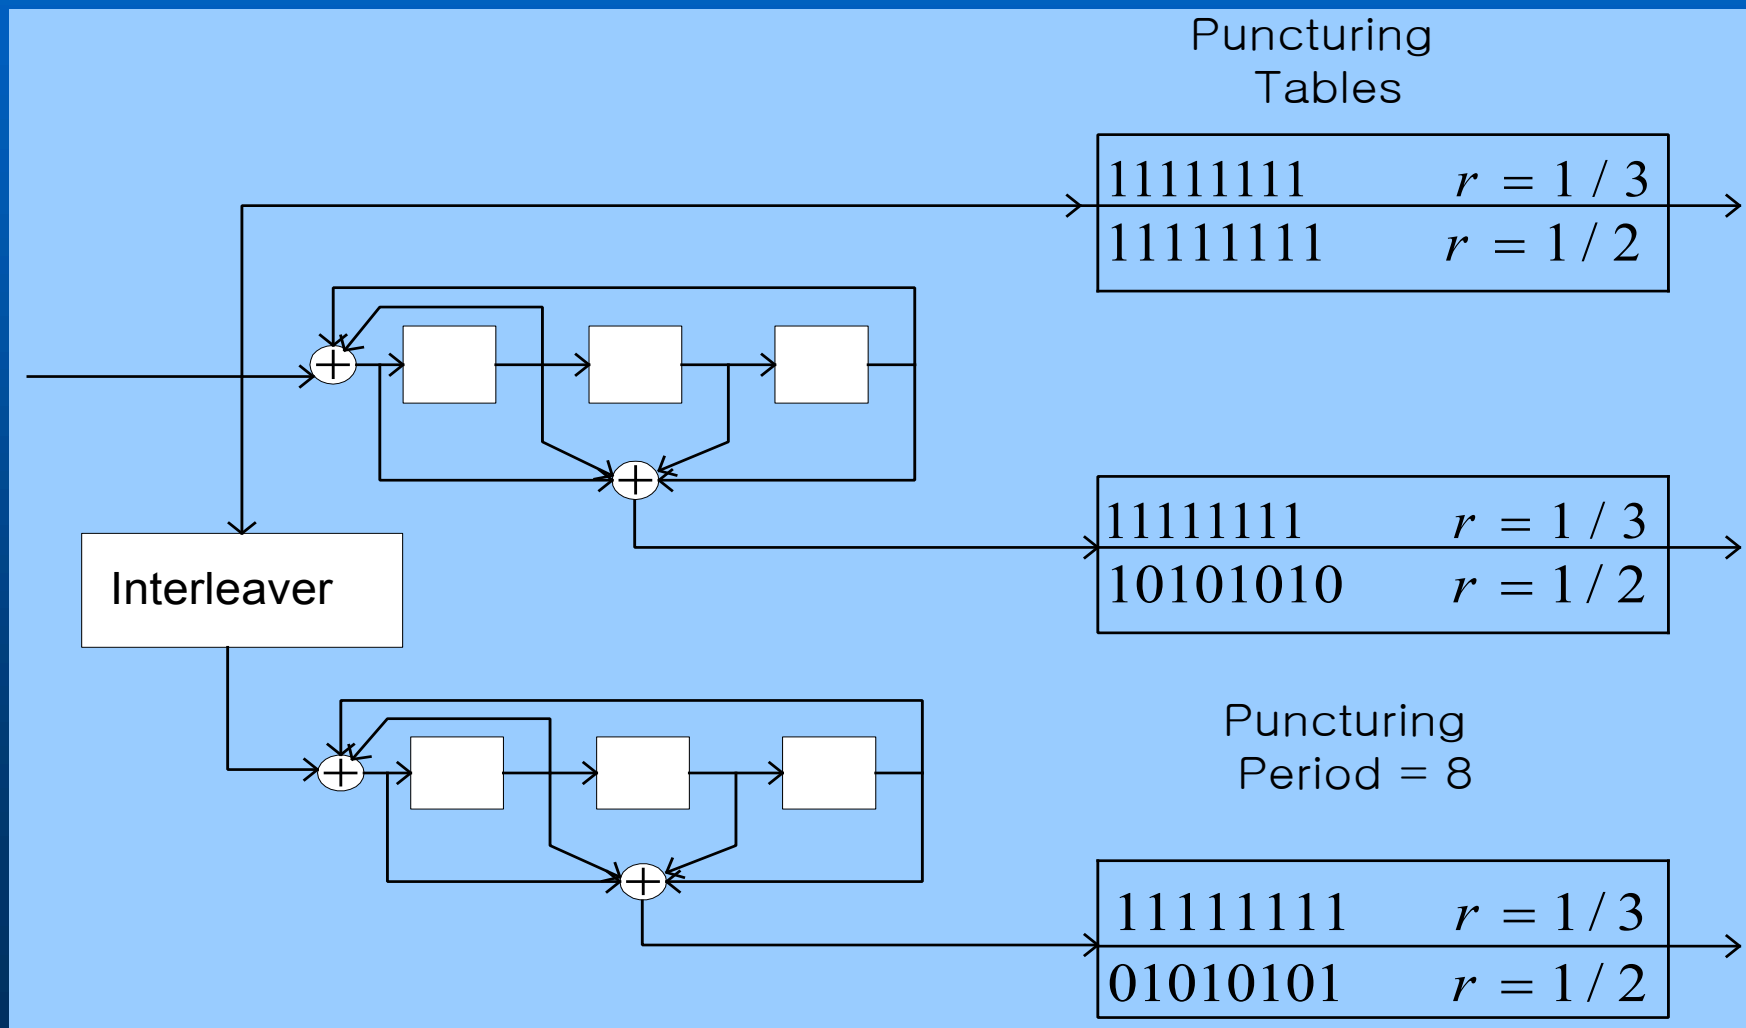 Puncturing
Tables
11111111 r = 1 / 3
11111111 r = 1 / 2
11111111 r = 1 / 3
10101010 r = 1 / 2
Interleaver
Puncturing
Period = 8
11111111 r = 1 / 3
01010101 r = 1 / 2